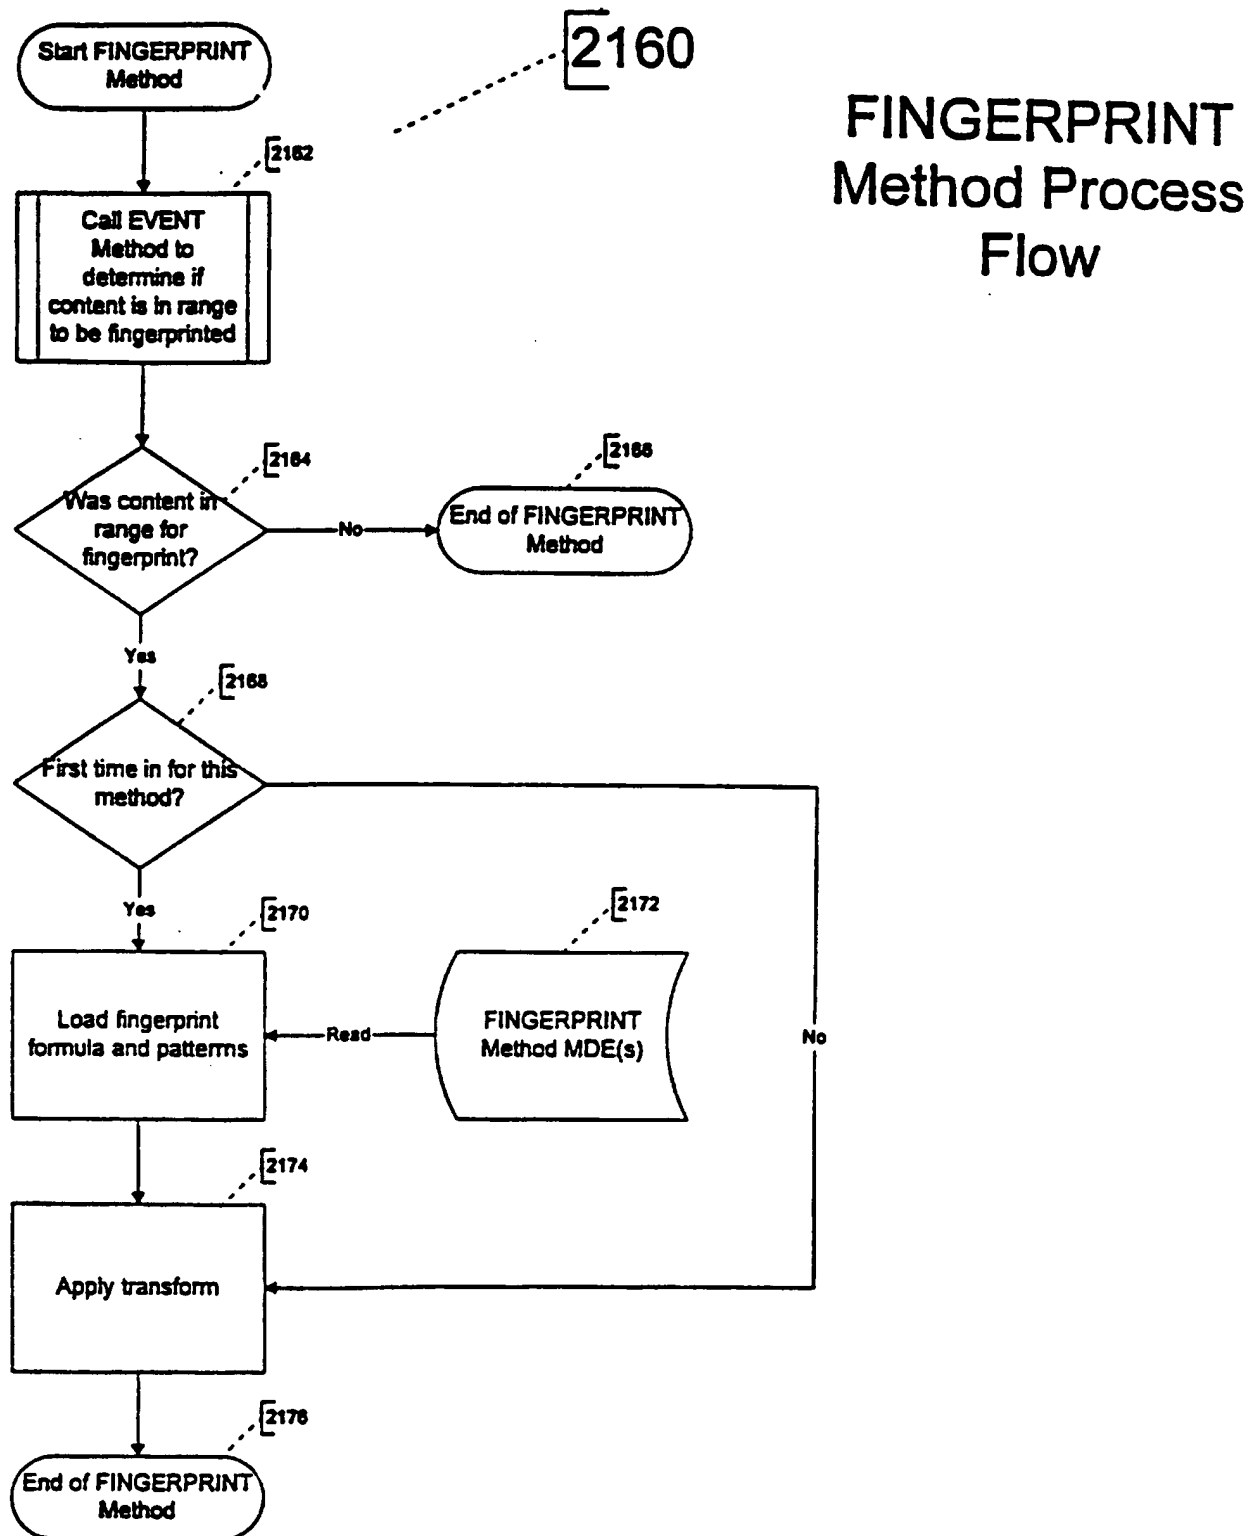 Start FINGERPRINT
Method
2160
FINGERPRINT
Method Process
Flow
2162
Call EVENT
Method to
determine if
content is in range
to be fingerprinted
2164
Was content in
range for
fingerprint?
No
2166
End of FINGERPRINT
Method
Yes
2168
First time in for this
method?
Yes
2170
Load fingerprint
formula and patterns
Read
2172
FINGERPRINT
Method MDE(s)
No
2174
Apply transform
2176
End of FINGERPRINT
Method